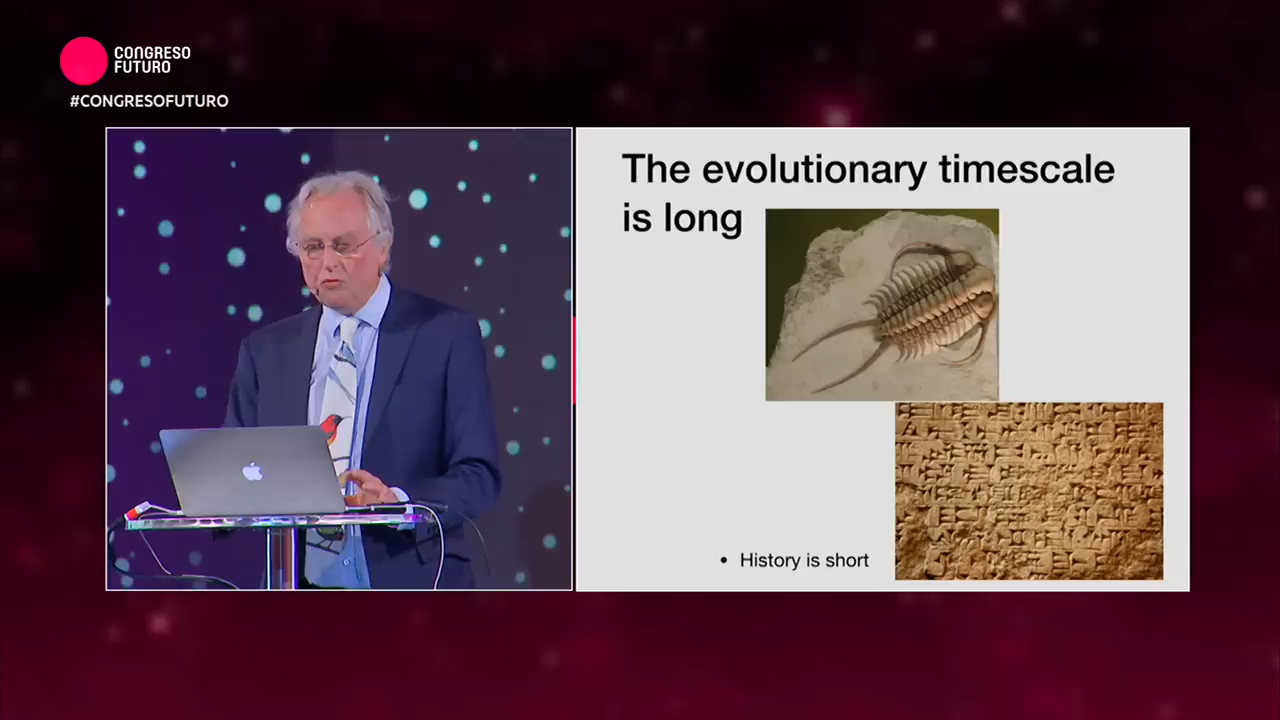 CONGRESO
FUTURO
#CONGRESOFUTURO
The evolutionary timescale
is long
• History is short